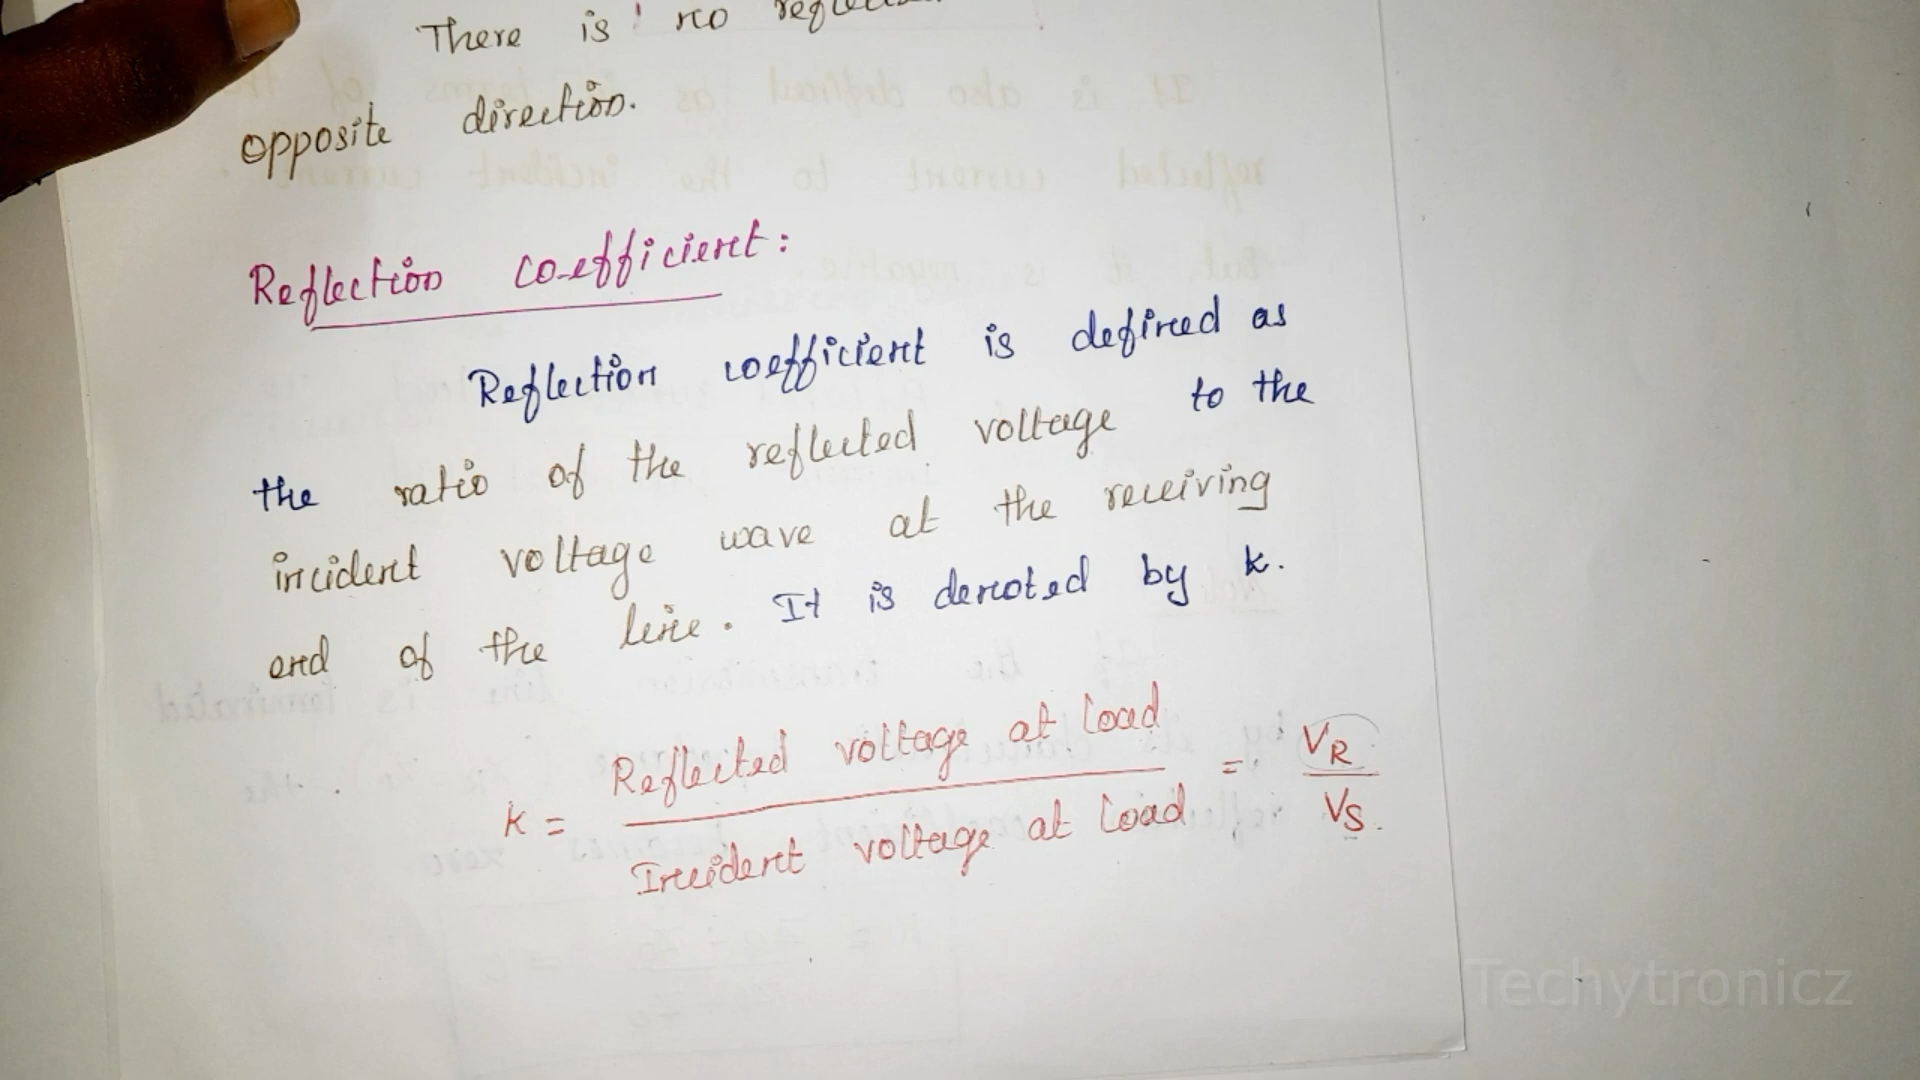 There is no
opposite direction.
Reflection co-efficient:
Reflection coefficient is defined as
the ratio of the reflected voltage to the
incident voltage wave at the receiving
end of the line. It is denoted by k.
K = Reflected voltage at load / Incident voltage at load = VR / VS.
Techytronicz